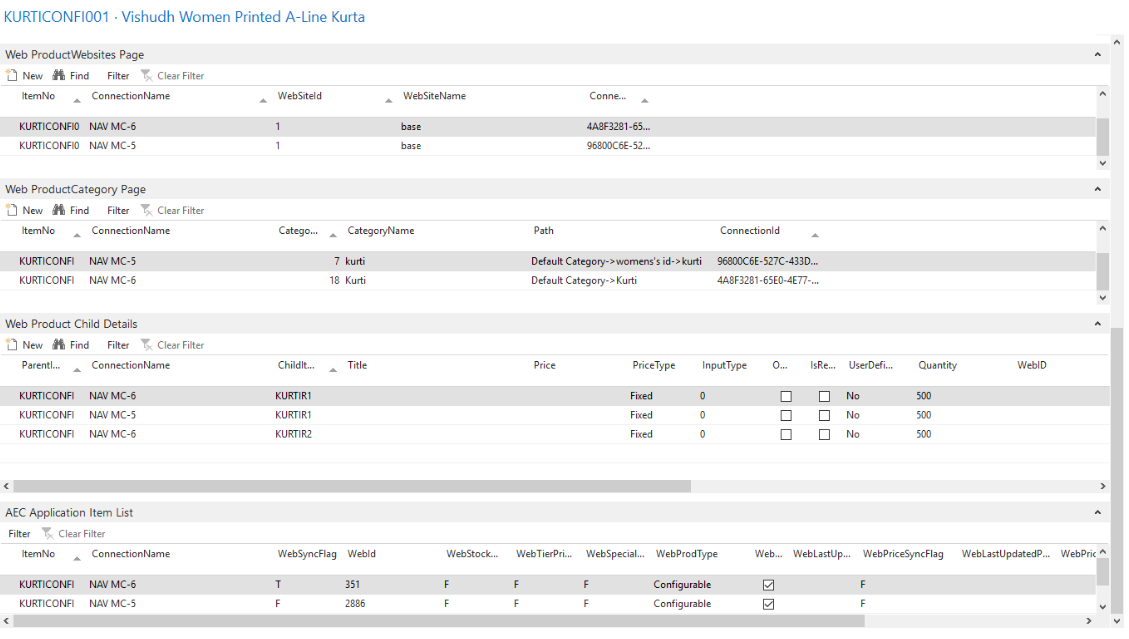 KURTICONFI001 · Vishudh Women Printed A-Line Kurta
Web ProductWebsites Page
New Find Filter Clear Filter
ItemNo ConnectionName WebSiteId WebSiteName Conne...
KURTICONFI0 NAV MC-6 1 base 4A8F3281-65...
KURTICONFI0 NAV MC-5 1 base 96800C6E-52...
Web ProductCategory Page
New Find Filter Clear Filter
ItemNo ConnectionName Catego... CategoryName Path ConnectionId
KURTICONFI NAV MC-5 7 kurti Default Category->womens's id->kurti 96800C6E-527C-433D...
KURTICONFI NAV MC-6 18 Kurti Default Category->Kurti 4A8F3281-65E0-4E77-...
Web Product Child Details
New Find Filter Clear Filter
ParentI... ConnectionName ChildIt... Title Price PriceType InputType O... IsRe... UserDefi... Quantity WebID
KURTICONFI NAV MC-6 KURTIR1 Fixed 0 No 500
KURTICONFI NAV MC-5 KURTIR1 Fixed 0 No 500
KURTICONFI NAV MC-6 KURTIR2 Fixed 0 No 500
AEC Application Item List
Filter Clear Filter
ItemNo ConnectionName WebSyncFlag WebId WebStock... WebTierPri... WebSpecial... WebProdType Web... WebLastUp... WebPriceSyncFlag WebLastUpdatedP... WebPric
KURTICONFI NAV MC-6 T 351 F F F Configurable F
KURTICONFI NAV MC-5 F 2886 F F F Configurable F